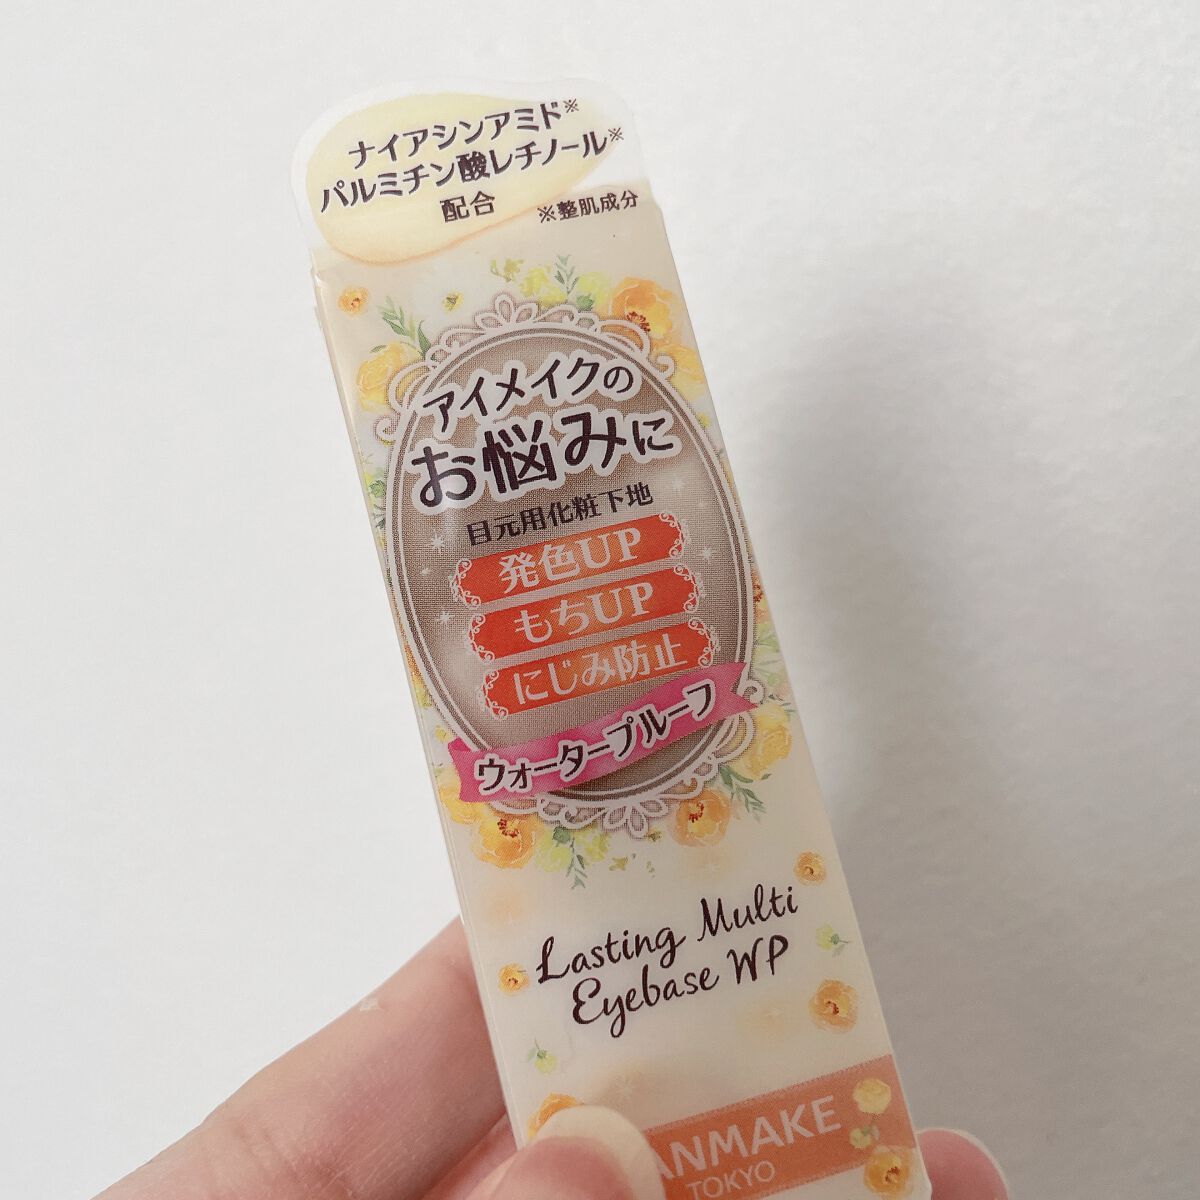 ナイアシンアミド※
パルミチン酸レチノール※
配合 ※整肌成分
アイメイクの
お悩みに
目元用化粧下地
発色UP
もちUP
にじみ防止
ウォータープルーフ
Lasting Multi
Eyebase WP
ANMAKE
TOKYO